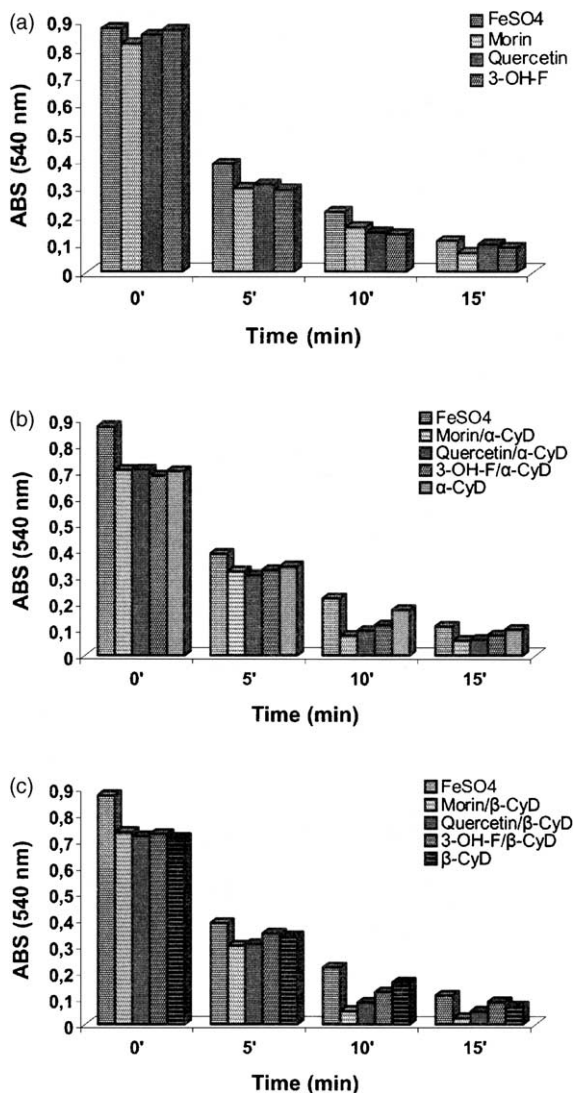 (a)
0,9
0,8
0,7
0,6
0,5
0,4
0,3
0,2
0,1
0
ABS (540 nm)
FeSO4
Morin
Quercetin
3-OH-F
0' 5' 10' 15'
Time (min)
(b)
0,9
0,8
0,7
0,6
0,5
0,4
0,3
0,2
0,1
0
ABS (540 nm)
FeSO4
Morin/α-CyD
Quercetin/α-CyD
3-OH-F/α-CyD
α-CyD
0' 5' 10' 15'
Time (min)
(c)
0,9
0,8
0,7
0,6
0,5
0,4
0,3
0,2
0,1
0
ABS (540 nm)
FeSO4
Morin/β-CyD
Quercetin/β-CyD
3-OH-F/β-CyD
β-CyD
0' 5' 10' 15'
Time (min)